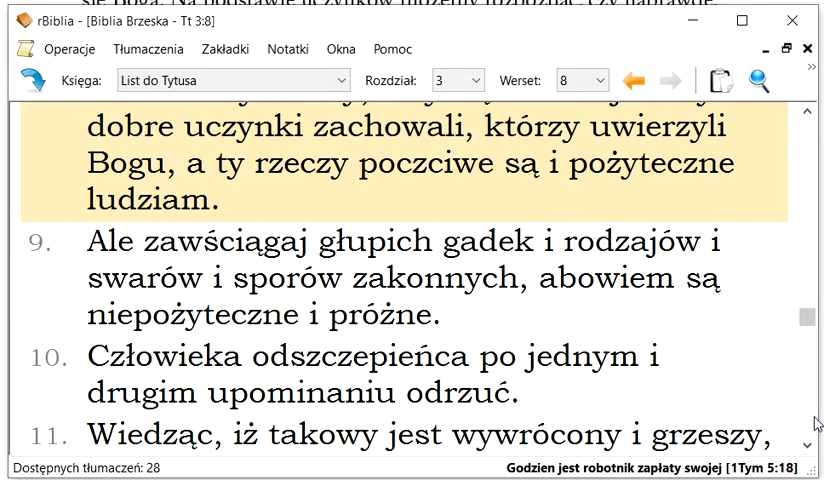 rBiblia - [Biblia Brzeska - Tt 3:8]
Operacje Tłumaczenia Zakładki Notatki Okna Pomoc
Księga: List do Tytusa Rozdział: 3 Werset: 8
dobre uczynki zachowali, którzy uwierzyli
Bogu, a ty rzeczy poczciwe są i pożyteczne
ludziam.
9. Ale zawściągaj głupich gadek i rodzajów i
swarów i sporów zakonnych, abowiem są
niepożyteczne i próżne.
10. Człowieka odszczepieńca po jednym i
drugim upominaniu odrzuć.
11. Wiedząc, iż takowy jest wywrócony i grzeszy,
Dostępnych tłumaczeń: 28 Godzien jest robotnik zapłaty swojej [1Tym 5:18]